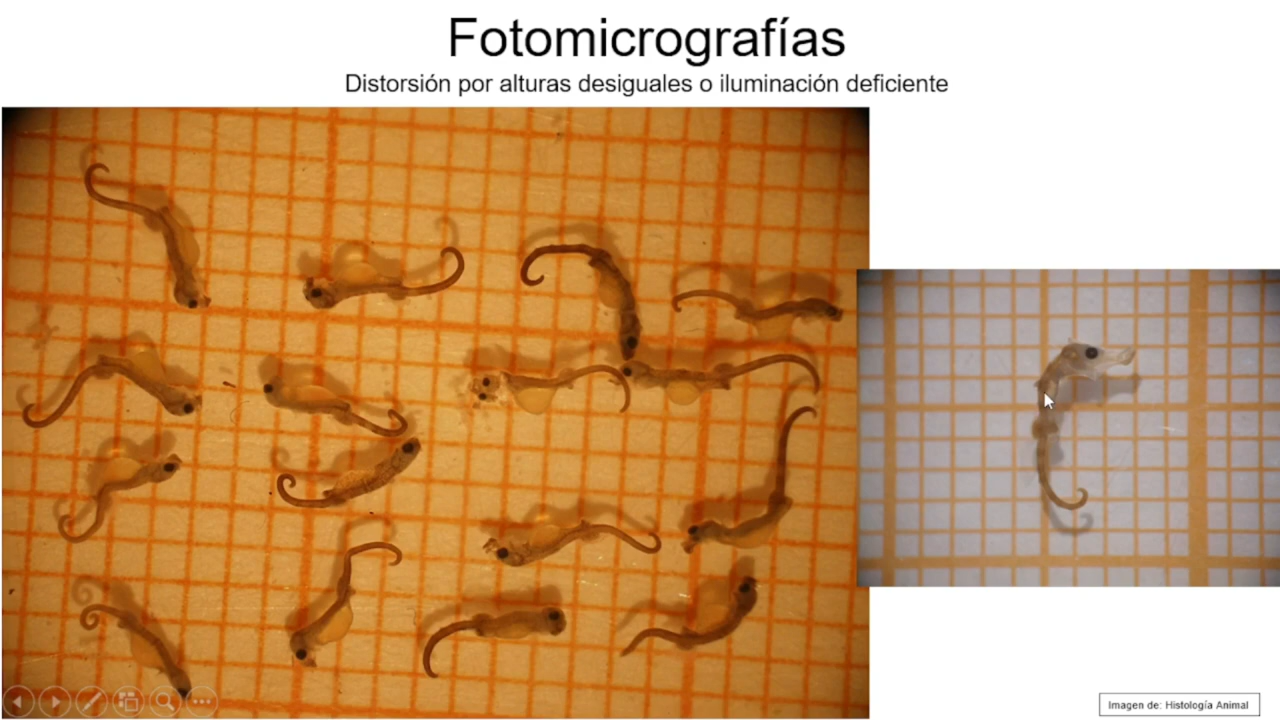 Fotomicrografías
Distorsión por alturas desiguales o iluminación deficiente
Imagen de: Histología Animal